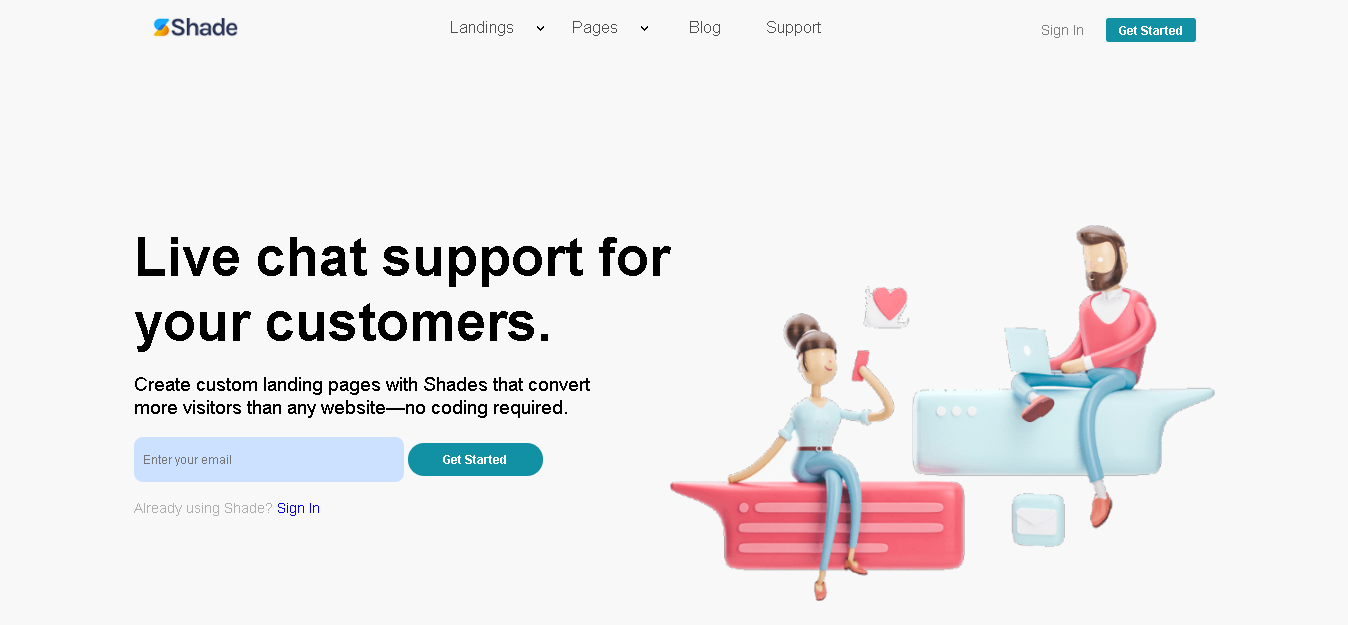 Shade
Landings
Pages
Blog
Support
Sign In
Get Started
Live chat support for
your customers.
Create custom landing pages with Shades that convert
more visitors than any website—no coding required.
Enter your email
Get Started
Already using Shade? Sign In